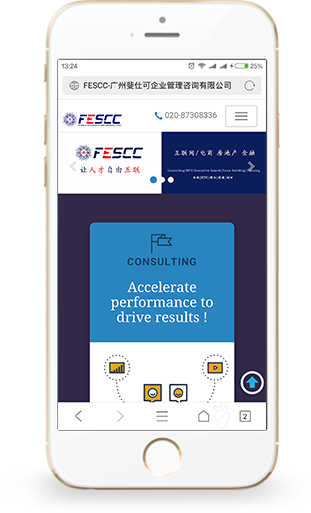 13:24
25%
FESCC-广州斐仕可企业管理咨询有限公司
FESCC
020-87308336
FESCC
让人才自由互联
互联网/电商 房地产 金融
CONSULTING
Accelerate
performance to
drive results !
2